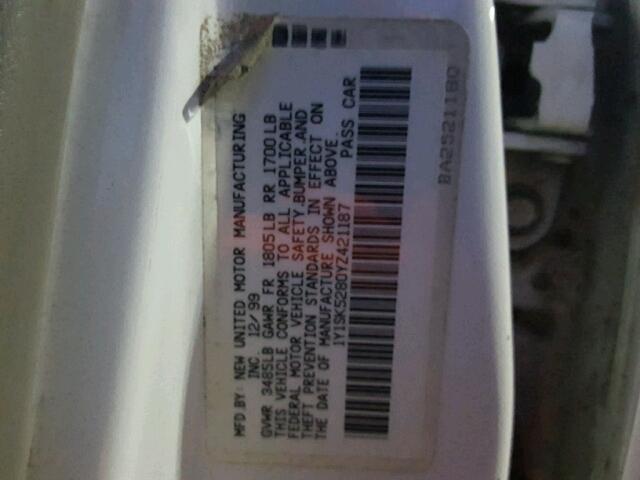 MFD BY: NEW UNITED MOTOR MANUFACTURING
INC. 12/99
GVWR 3485LB GAWR FR 1805LB RR 1700LB
THIS VEHICLE CONFORMS TO ALL APPLICABLE
FEDERAL MOTOR VEHICLE SAFETY,BUMPER,AND
THEFT PREVENTION STANDARDS IN EFFECT ON
THE DATE OF MANUFACTURE SHOWN ABOVE.
1Y1SK5280YZ421187 PASS CAR
BA2521180